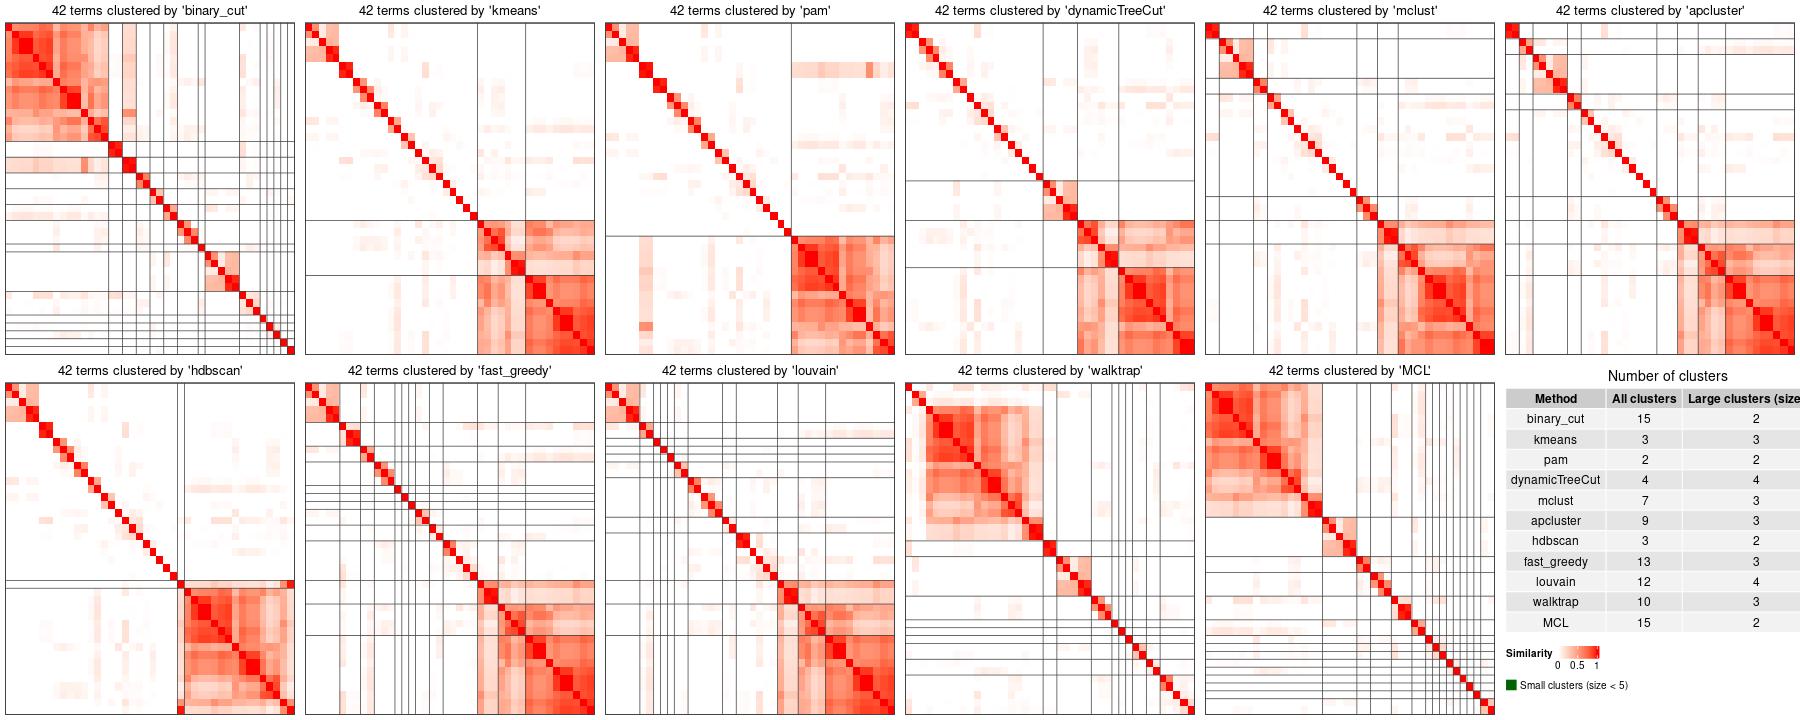 42 terms clustered by 'binary_cut'
42 terms clustered by 'kmeans'
42 terms clustered by 'pam'
42 terms clustered by 'dynamicTreeCut'
42 terms clustered by 'mclust'
42 terms clustered by 'apcluster'
42 terms clustered by 'hdbscan'
42 terms clustered by 'fast_greedy'
42 terms clustered by 'louvain'
42 terms clustered by 'walktrap'
42 terms clustered by 'MCL'
Number of clusters
Method All clusters Large clusters (size
binary_cut 15 2
kmeans 3 3
pam 2 2
dynamicTreeCut 4 4
mclust 7 3
apcluster 9 3
hdbscan 3 2
fast_greedy 13 3
louvain 12 4
walktrap 10 3
MCL 15 2
Similarity
0 0.5 1
Small clusters (size < 5)